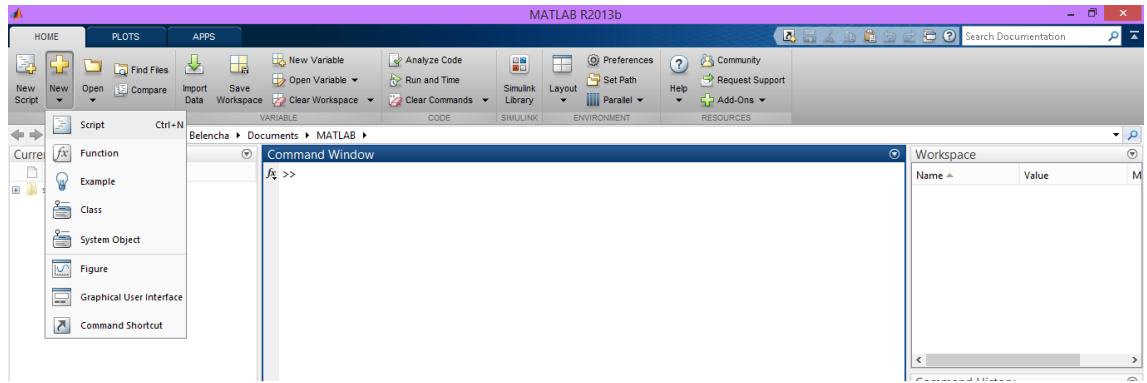 MATLAB R2013b
HOME PLOTS APPS
Search Documentation
New Script
New
Open
Find Files
Compare
Import Data
Save Workspace
New Variable
Open Variable
Clear Workspace
Analyze Code
Run and Time
Clear Commands
Simulink Library
Layout
Preferences
Set Path
Parallel
Help
Community
Request Support
Add-Ons
VARIABLE CODE SIMULINK ENVIRONMENT RESOURCES
Belencha Documents MATLAB
Script Ctrl+N
Function
Example
Class
System Object
Figure
Graphical User Interface
Command Shortcut
Curre
Command Window
fx >>
Workspace
Name Value M
Command History